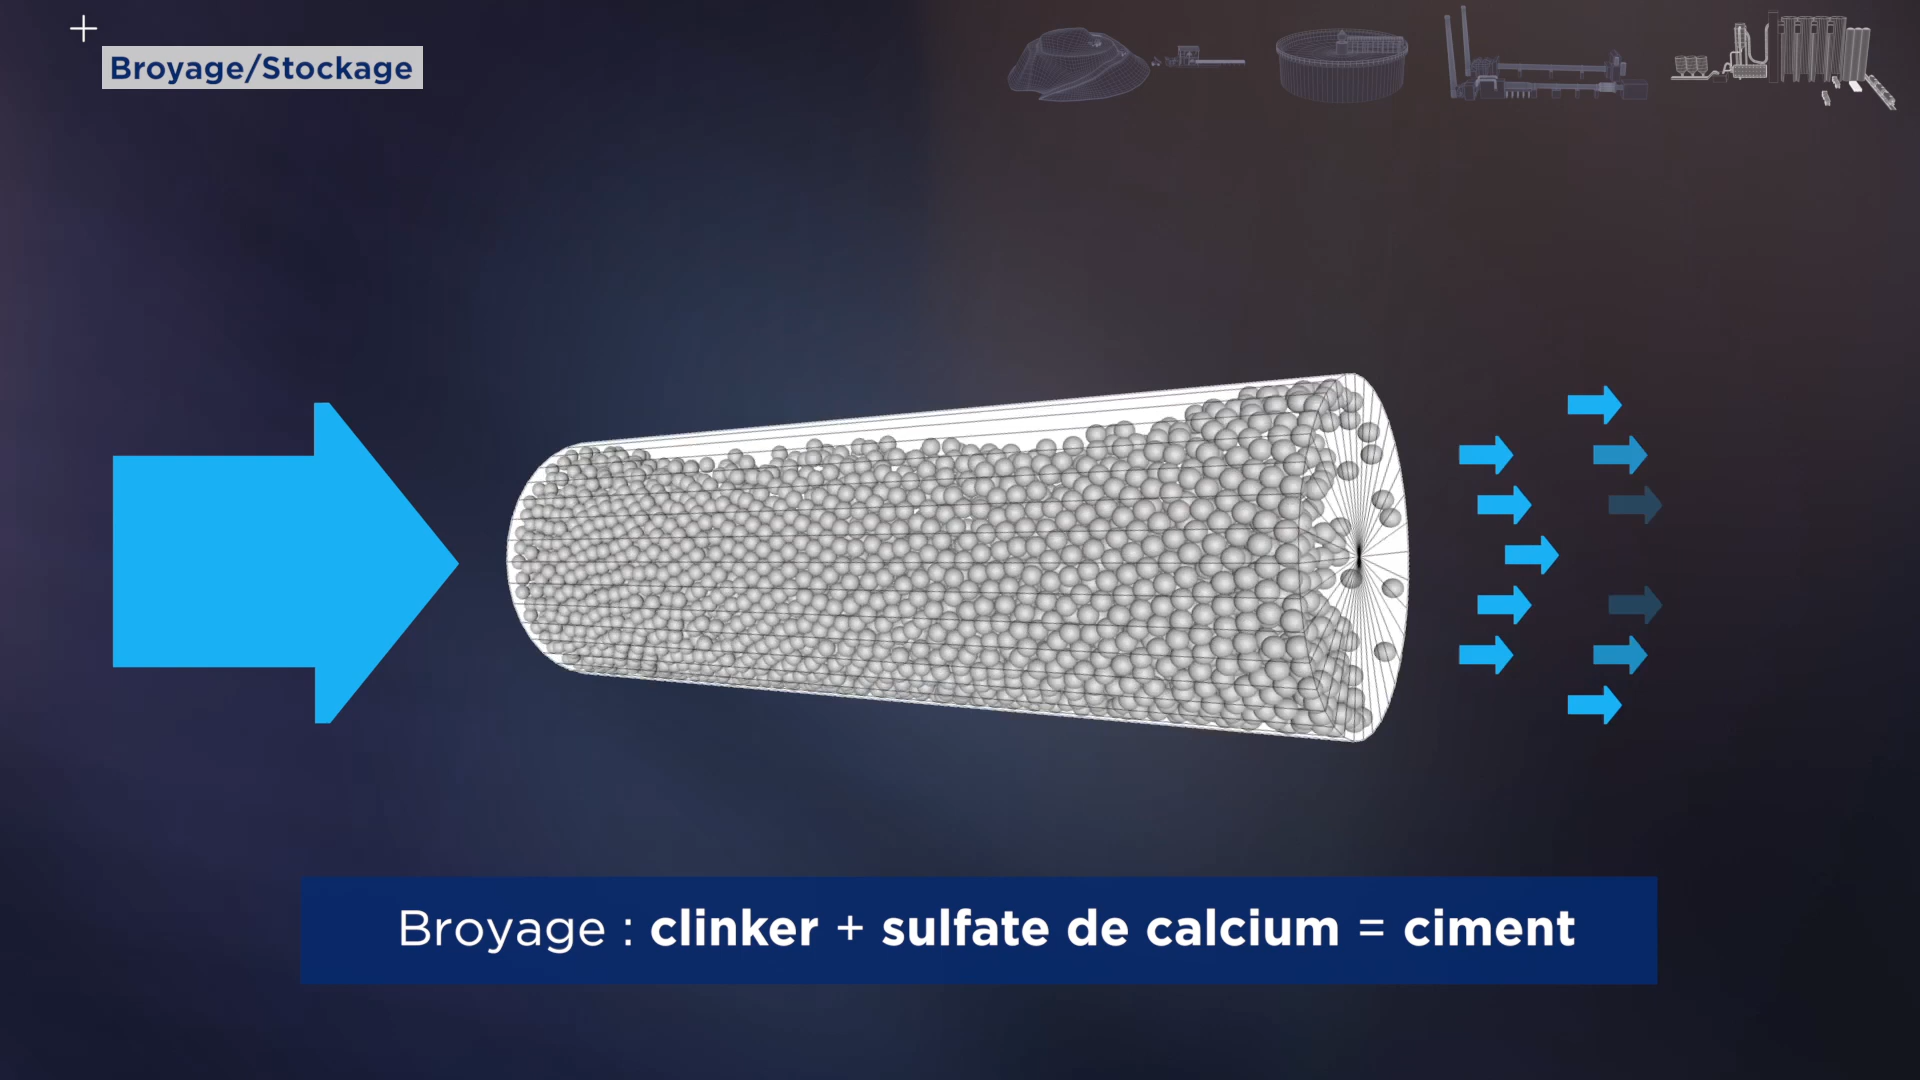 Broyage/Stockage
Broyage : clinker + sulfate de calcium = ciment